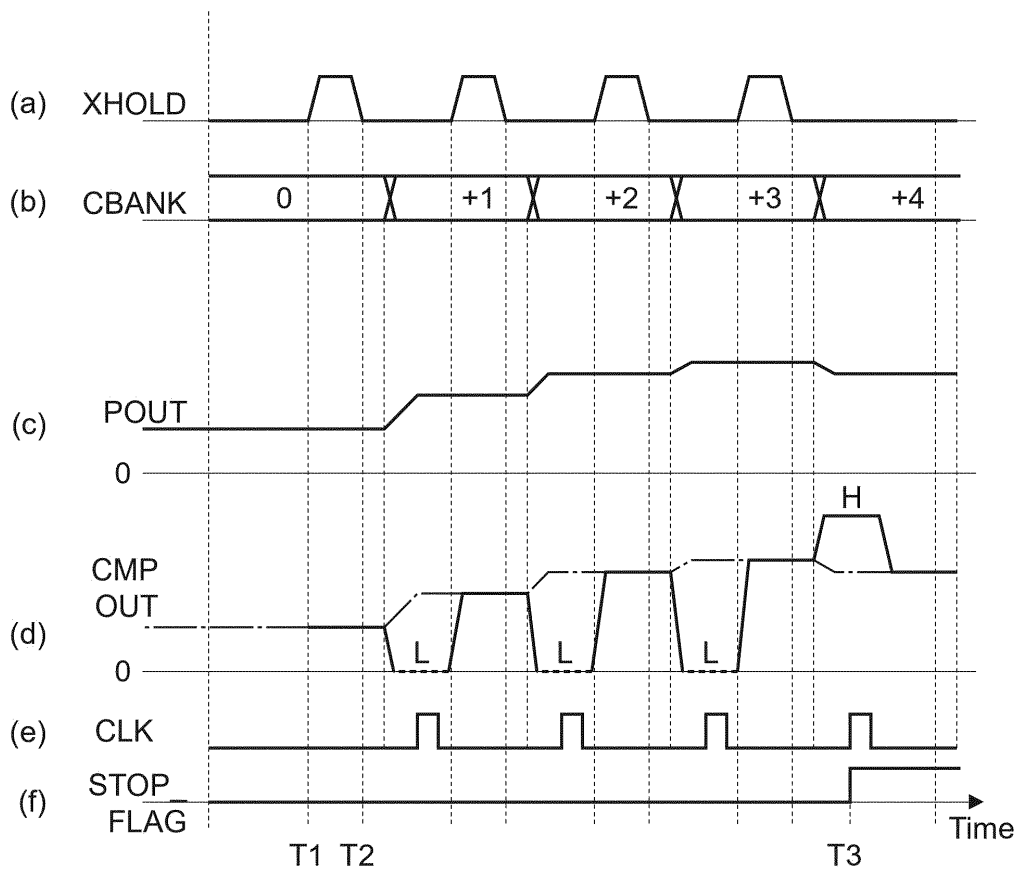 (a) XHOLD
(b) CBANK 0 +1 +2 +3 +4
(c) POUT
0
H
CMP
OUT
(d) L L L
0
(e) CLK
(f) STOP_
FLAG
Time
T1 T2 T3